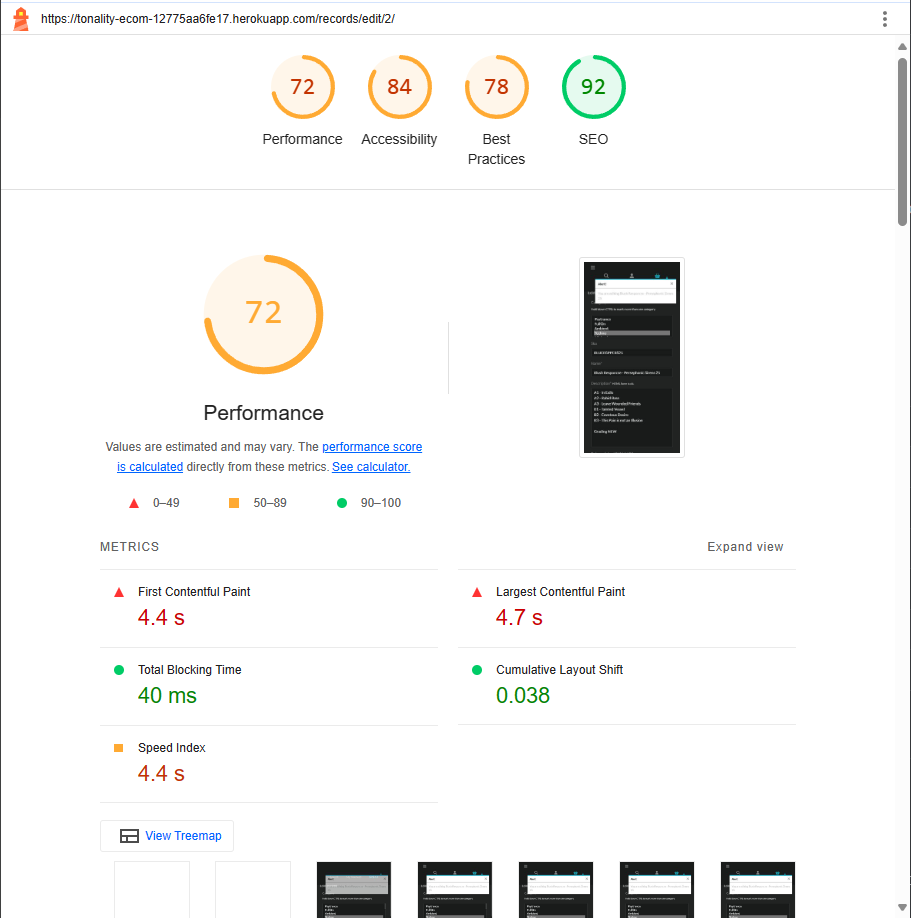 https://tonality-ecom-12775aa6fe17.herokuapp.com/records/edit/2/
72
84
78
92
Performance
Accessibility
Best
Practices
SEO
72
Performance
Values are estimated and may vary. The performance score
is calculated directly from these metrics. See calculator.
0–49
50–89
90–100
METRICS
Expand view
First Contentful Paint
4.4 s
Largest Contentful Paint
4.7 s
Total Blocking Time
40 ms
Cumulative Layout Shift
0.038
Speed Index
4.4 s
View Treemap